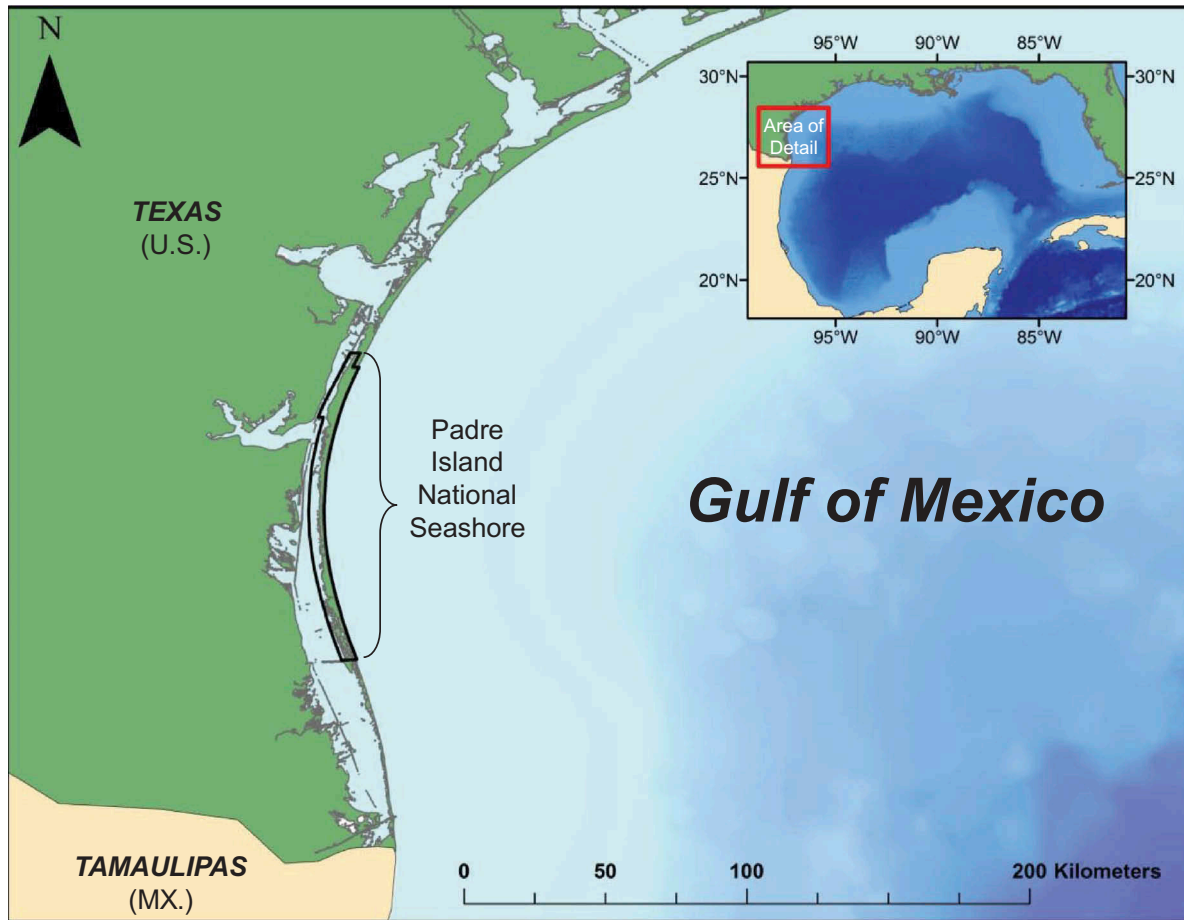 N
TEXAS
(U.S.)
95°W 90°W 85°W
30°N 30°N
Area of
Detail
25°N 25°N
20°N 20°N
95°W 90°W 85°W
Padre
Island
National
Seashore
Gulf of Mexico
TAMAULIPAS
(MX.)
0 50 100 200 Kilometers